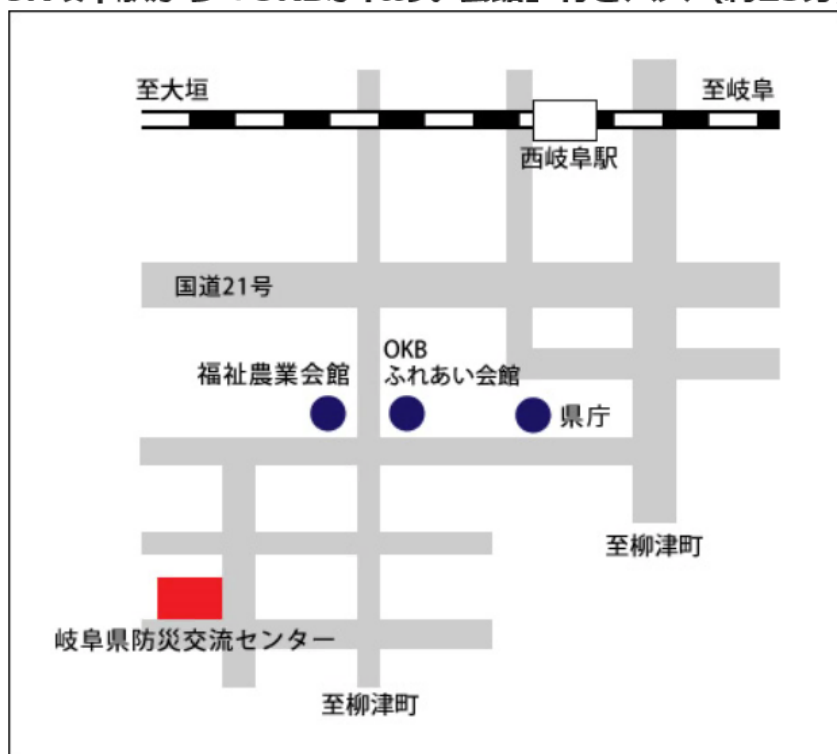 至大垣
至岐阜
西岐阜駅
国道21号
OKB
ふれあい会館
福祉農業会館
県庁
至柳津町
岐阜県防災交流センター
至柳津町